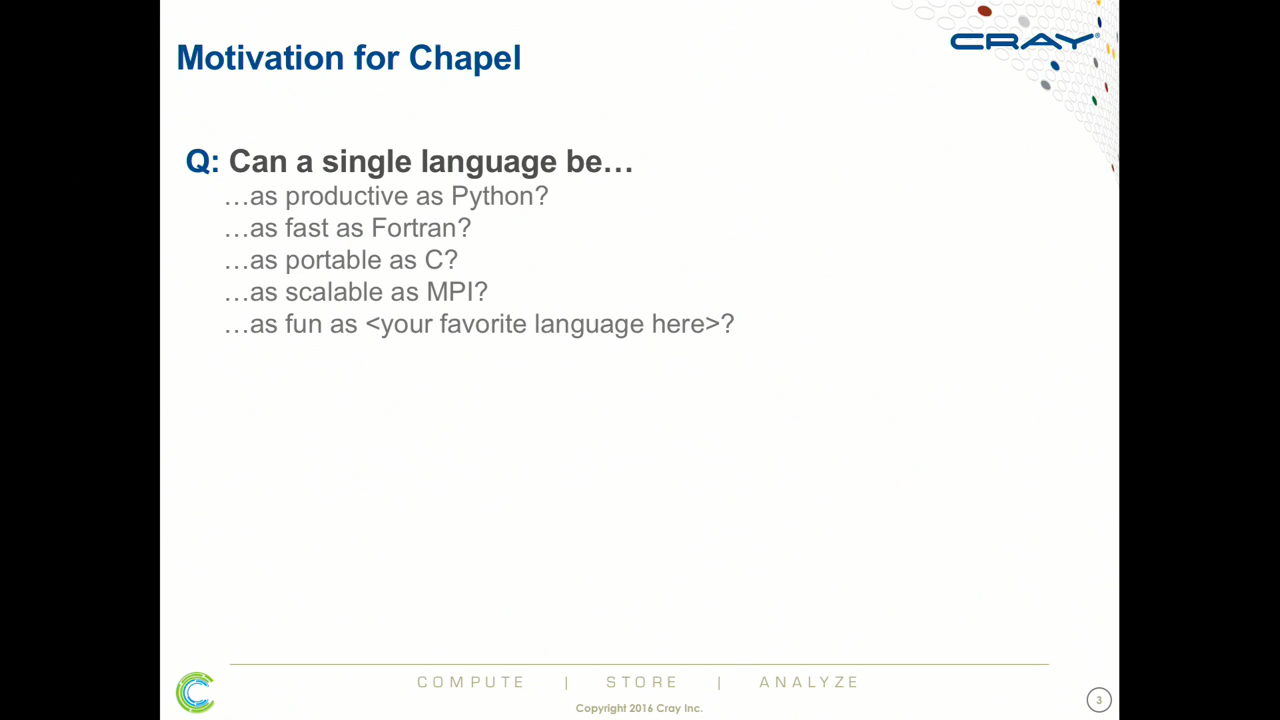 Motivation for Chapel
CRAY®
Q: Can a single language be…
…as productive as Python?
…as fast as Fortran?
…as portable as C?
…as scalable as MPI?
…as fun as <your favorite language here>?
COMPUTE | STORE | ANALYZE
Copyright 2016 Cray Inc.
3